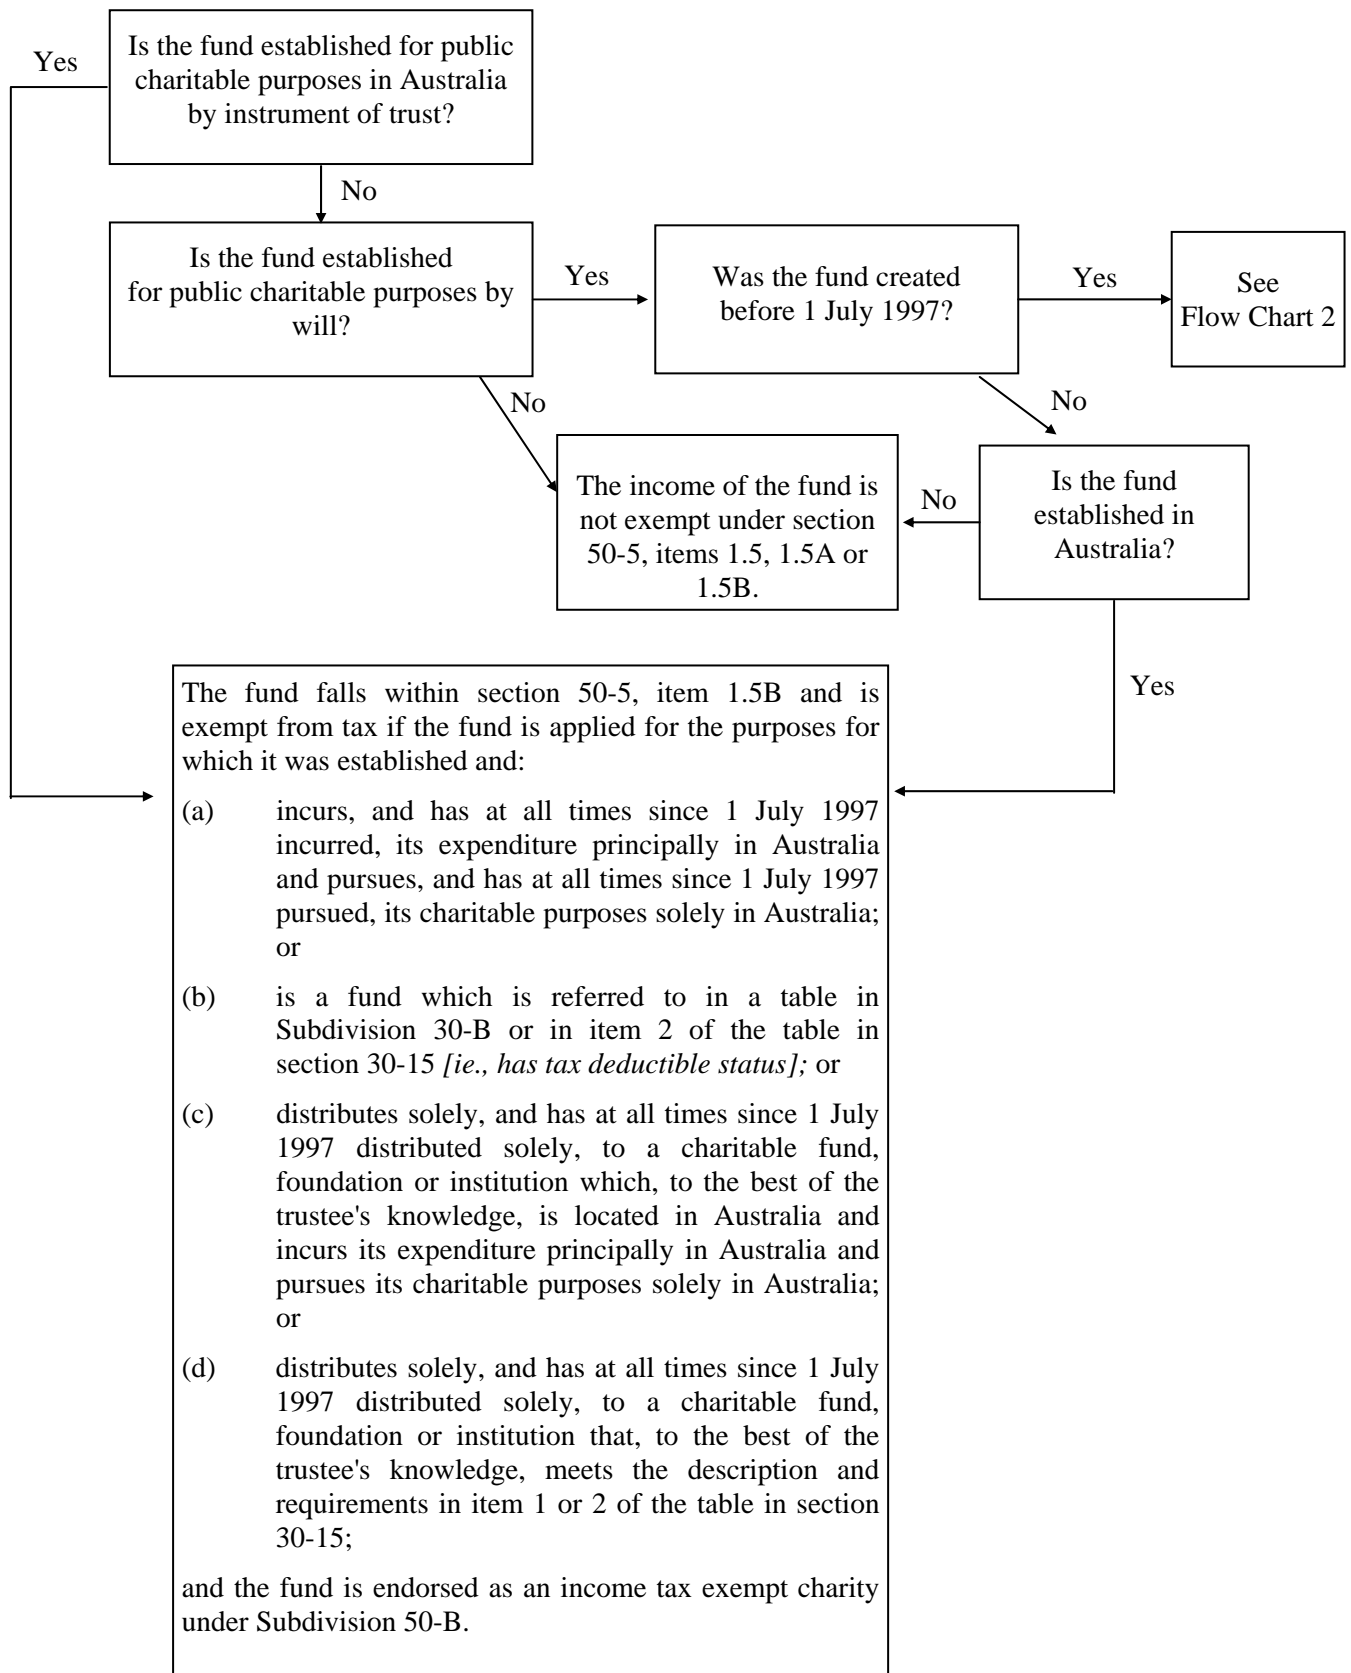 Is the fund established for public
charitable purposes in Australia
by instrument of trust?
Yes
No
Is the fund established
for public charitable purposes by
will?
Yes
Was the fund created
before 1 July 1997?
Yes
See
Flow Chart 2
No
No
The income of the fund is
not exempt under section
50-5, items 1.5, 1.5A or
1.5B.
No
Is the fund
established in
Australia?
Yes
The fund falls within section 50-5, item 1.5B and is
exempt from tax if the fund is applied for the purposes for
which it was established and:
(a) incurs, and has at all times since 1 July 1997
incurred, its expenditure principally in Australia
and pursues, and has at all times since 1 July 1997
pursued, its charitable purposes solely in Australia;
or
(b) is a fund which is referred to in a table in
Subdivision 30-B or in item 2 of the table in
section 30-15 [ie., has tax deductible status]; or
(c) distributes solely, and has at all times since 1 July
1997 distributed solely, to a charitable fund,
foundation or institution which, to the best of the
trustee's knowledge, is located in Australia and
incurs its expenditure principally in Australia and
pursues its charitable purposes solely in Australia;
or
(d) distributes solely, and has at all times since 1 July
1997 distributed solely, to a charitable fund,
foundation or institution that, to the best of the
trustee's knowledge, meets the description and
requirements in item 1 or 2 of the table in section
30-15;
and the fund is endorsed as an income tax exempt charity
under Subdivision 50-B.